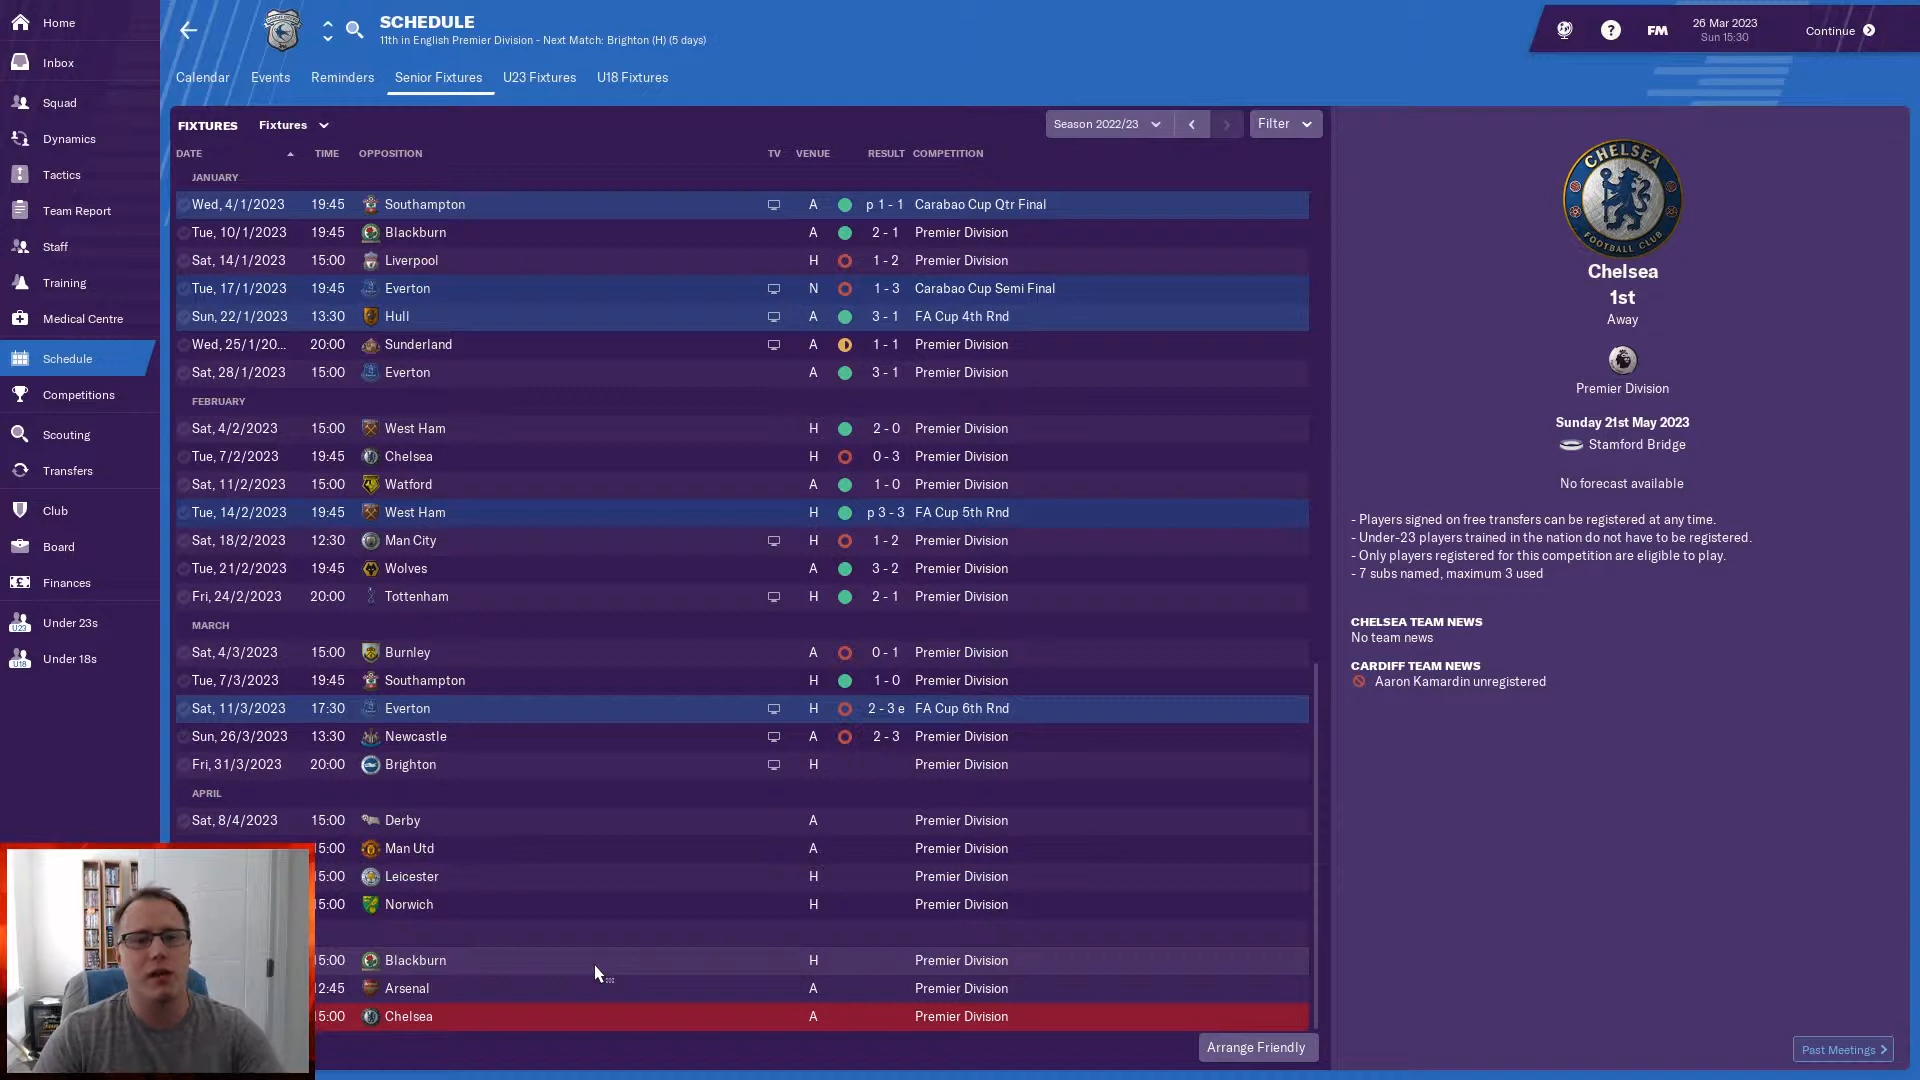 Home
Inbox
Squad
Dynamics
Tactics
Team Report
Staff
Training
Medical Centre
Schedule
Competitions
Scouting
Transfers
Club
Board
Finances
U23 Under 23s
U18 Under 18s
SCHEDULE
11th in English Premier Division - Next Match: Brighton (H) (5 days)
? FM 26 Mar 2023 Continue
Sun 15:30
Calendar Events Reminders Senior Fixtures U23 Fixtures U18 Fixtures
FIXTURES Fixtures Season 2022/23 Filter
DATE TIME OPPOSITION TV VENUE RESULT COMPETITION
JANUARY
Wed, 4/1/2023 19:45 Southampton A p 1 - 1 Carabao Cup Qtr Final
Tue, 10/1/2023 19:45 Blackburn A 2 - 1 Premier Division
Sat, 14/1/2023 15:00 Liverpool H 1 - 2 Premier Division
Tue, 17/1/2023 19:45 Everton N 1 - 3 Carabao Cup Semi Final
Sun, 22/1/2023 13:30 Hull A 3 - 1 FA Cup 4th Rnd
Wed, 25/1/20... 20:00 Sunderland A 1 - 1 Premier Division
Sat, 28/1/2023 15:00 Everton A 3 - 1 Premier Division
FEBRUARY
Sat, 4/2/2023 15:00 West Ham H 2 - 0 Premier Division
Tue, 7/2/2023 19:45 Chelsea H 0 - 3 Premier Division
Sat, 11/2/2023 15:00 Watford A 1 - 0 Premier Division
Tue, 14/2/2023 19:45 West Ham H p 3 - 3 FA Cup 5th Rnd
Sat, 18/2/2023 12:30 Man City H 1 - 2 Premier Division
Tue, 21/2/2023 19:45 Wolves A 3 - 2 Premier Division
Fri, 24/2/2023 20:00 Tottenham H 2 - 1 Premier Division
MARCH
Sat, 4/3/2023 15:00 Burnley A 0 - 1 Premier Division
Tue, 7/3/2023 19:45 Southampton H 1 - 0 Premier Division
Sat, 11/3/2023 17:30 Everton H 2 - 3 e FA Cup 6th Rnd
Sun, 26/3/2023 13:30 Newcastle A 2 - 3 Premier Division
Fri, 31/3/2023 20:00 Brighton H Premier Division
APRIL
Sat, 8/4/2023 15:00 Derby A Premier Division
5:00 Man Utd A Premier Division
5:00 Leicester H Premier Division
5:00 Norwich H Premier Division
5:00 Blackburn H Premier Division
2:45 Arsenal A Premier Division
5:00 Chelsea A Premier Division
Arrange Friendly
CHELSEA
FOOTBALL CLUB
Chelsea
1st
Away
Premier Division
Sunday 21st May 2023
Stamford Bridge
No forecast available
- Players signed on free transfers can be registered at any time.
- Under-23 players trained in the nation do not have to be registered.
- Only players registered for this competition are eligible to play.
- 7 subs named, maximum 3 used
CHELSEA TEAM NEWS
No team news
CARDIFF TEAM NEWS
Aaron Kamardin unregistered
Past Meetings